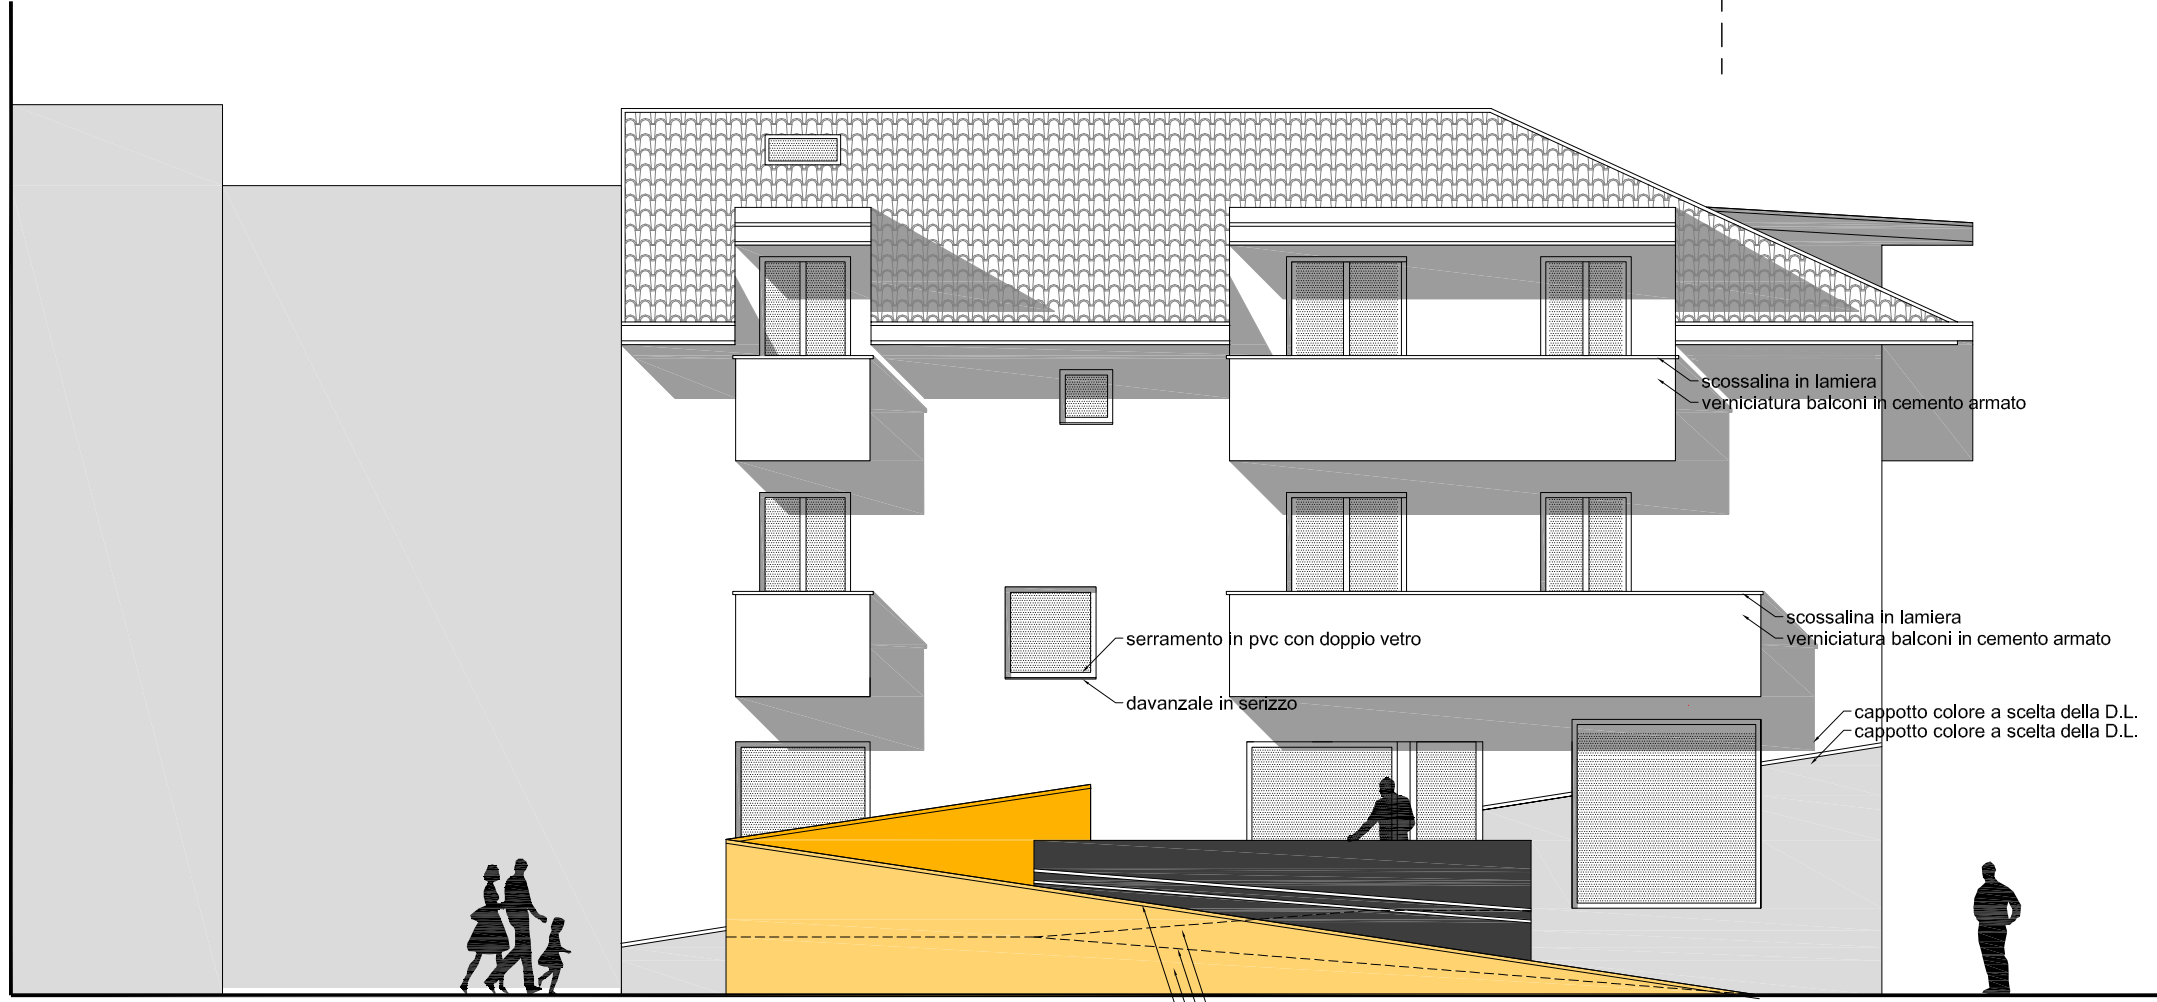 scossalina in lamiera
verniciatura balconi in cemento armato
scossalina in lamiera
verniciatura balconi in cemento armato
serramento in pvc con doppio vetro
davanzale in serizzo
cappotto colore a scelta della D.L.
cappotto colore a scelta della D.L.